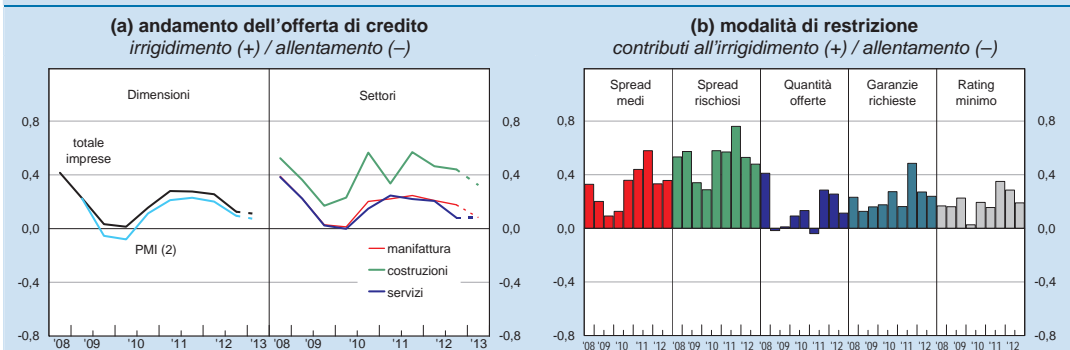 (a) andamento dell'offerta di credito
irrigidimento (+) / allentamento (–)
Dimensioni
Settori
0,8
0,4
0,0
-0,4
-0,8
totale
imprese
PMI (2)
manifattura
costruzioni
servizi
0,8
0,4
0,0
-0,4
-0,8
'08 '09 '10 '11 '12 '13 '08 '09 '10 '11 '12 '13
(b) modalità di restrizione
contributi all'irrigidimento (+) / allentamento (–)
Spread
medi
Spread
rischiosi
Quantità
offerte
Garanzie
richieste
Rating
minimo
0,8
0,4
0,0
-0,4
-0,8
0,8
0,4
0,0
-0,4
-0,8
'08 '09 '10 '11 '12 '08 '09 '10 '11 '12 '08 '09 '10 '11 '12 '08 '09 '10 '11 '12 '08 '09 '10 '11 '12